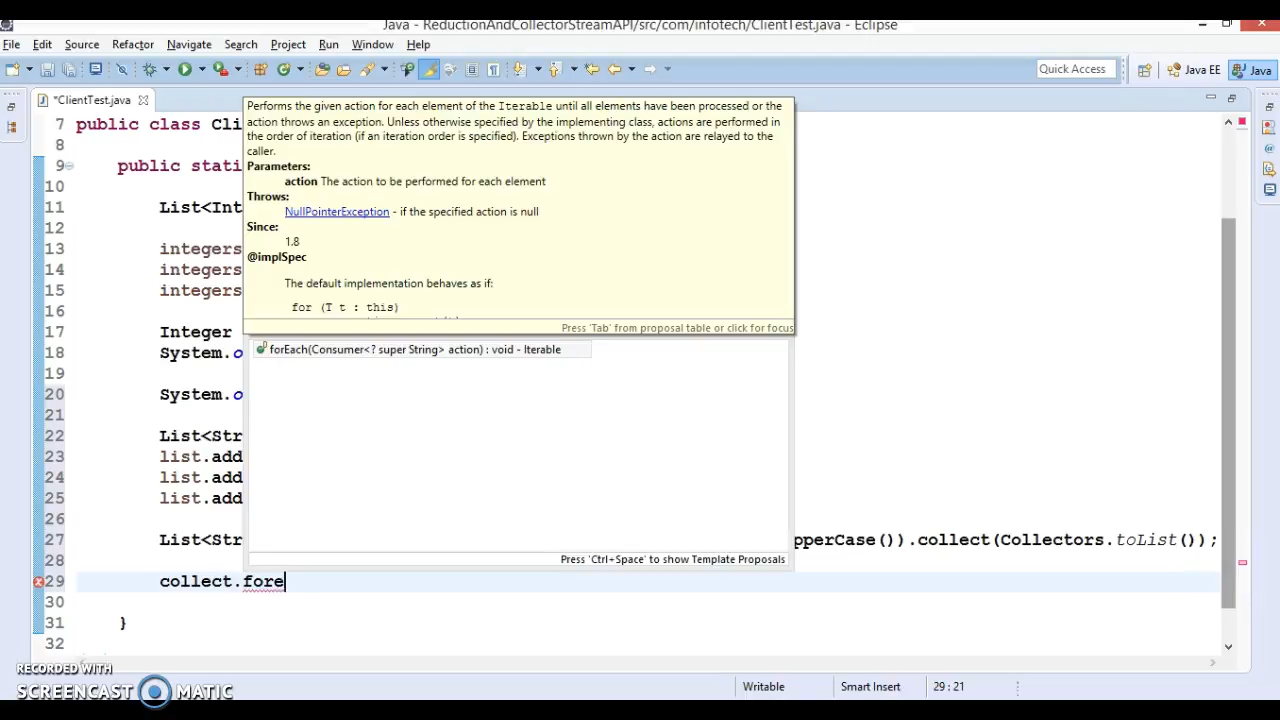 Java - ReductionAndCollectorStreamAPI/src/com/infotech/ClientTest.java - Eclipse
File Edit Source Refactor Navigate Search Project Run Window Help
Quick Access Java EE Java
*ClientTest.java
Performs the given action for each element of the Iterable until all elements have been processed or the
action throws an exception. Unless otherwise specified by the implementing class, actions are performed in
the order of iteration (if an iteration order is specified). Exceptions thrown by the action are relayed to the
caller.
Parameters:
action The action to be performed for each element
Throws:
NullPointerException - if the specified action is null
Since:
1.8
@implSpec
The default implementation behaves as if:
for (T t : this)
Press 'Tab' from proposal table or click for focus
forEach(Consumer<? super String> action) : void - Iterable
Press 'Ctrl+Space' to show Template Proposals
7 public class Cli
8
9 public stati
10
11 List<Int
12
13 integers
14 integers
15 integers
16
17 Integer
18 System.o
19
20 System.o
21
22 List<Str
23 list.add
24 list.add
25 list.add
26
27 List<Str pperCase()).collect(Collectors.toList());
28
29 collect.fore
30
31 }
32
RECORDED WITH
SCREENCAST MATIC
Writable Smart Insert 29 : 21